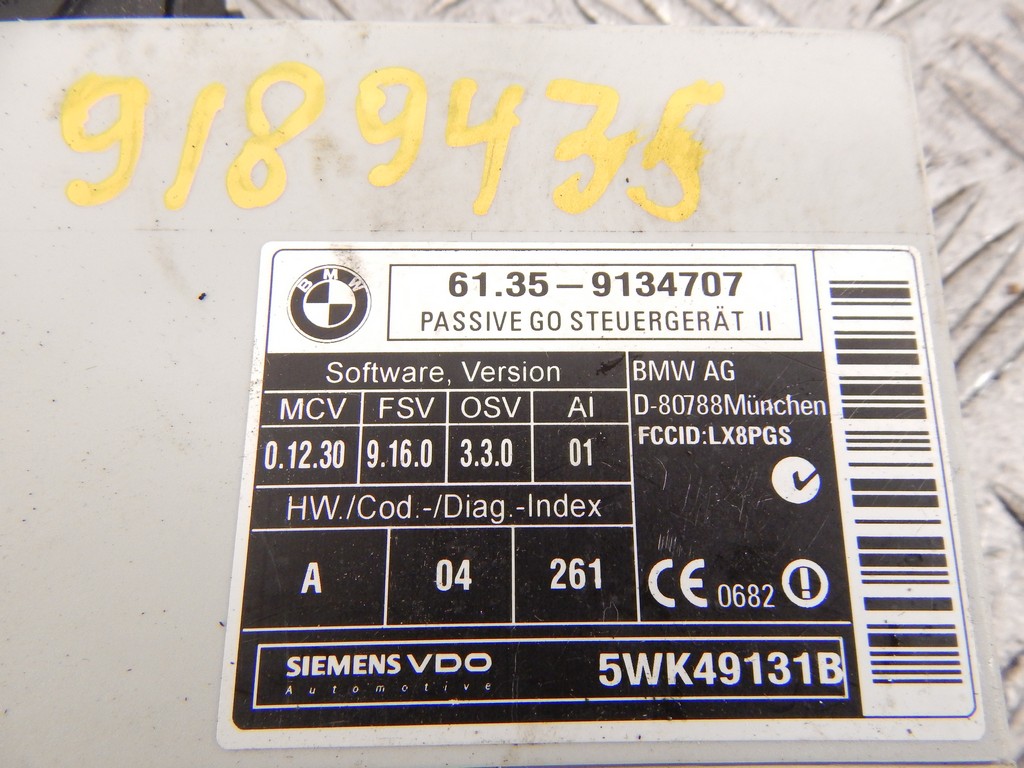 9189435
BMW
61.35 – 9134707
PASSIVE GO STEUERGERÄT II
Software, Version
MCV FSV OSV AI
0.12.30 9.16.0 3.3.0 01
HW./Cod.-/Diag.-Index
A 04 261
BMW AG
D-80788München
FCCID:LX8PGS
CE 0682
SIEMENS VDO
Automotive
5WK49131B